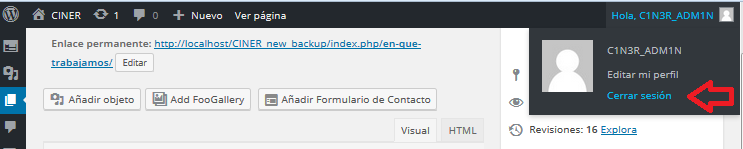 CINER 1 0 + Nuevo Ver página Hola, C1N3R_ADM1N
Enlace permanente: http://localhost/CINER_new_backup/index.php/en-que-
trabajamos/ Editar
C1N3R_ADM1N
Editar mi perfil
Cerrar sesión
Añadir objeto Add FooGallery Añadir Formulario de Contacto
Visual HTML
Revisiones: 16 Explora